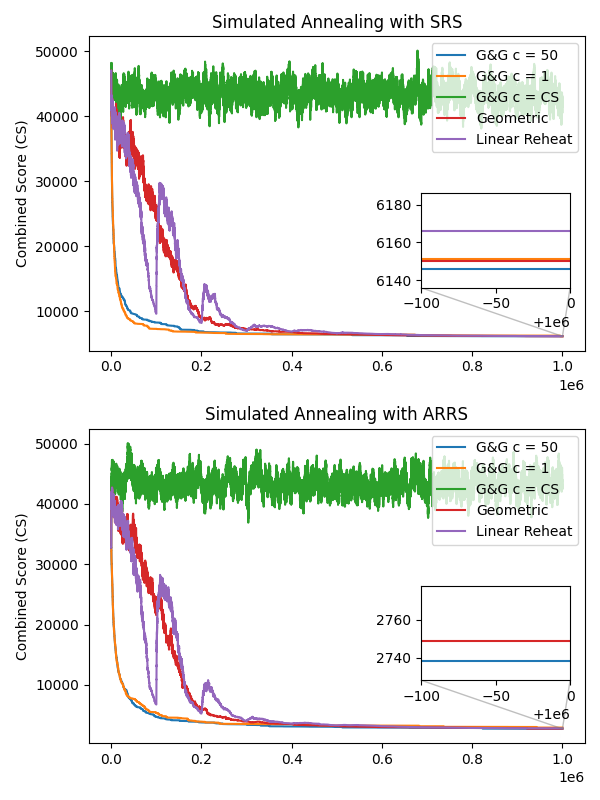 Simulated Annealing with SRS
Combined Score (CS)
50000
40000
30000
20000
10000
G&G c = 50
G&G c = 1
G&G c = CS
Geometric
Linear Reheat
6180
6160
6140
−100
−50
0
+1e6
0.0
0.2
0.4
0.6
0.8
1.0
1e6
Simulated Annealing with ARRS
Combined Score (CS)
50000
40000
30000
20000
10000
G&G c = 50
G&G c = 1
G&G c = CS
Geometric
Linear Reheat
2760
2740
−100
−50
0
+1e6
0.0
0.2
0.4
0.6
0.8
1.0
1e6